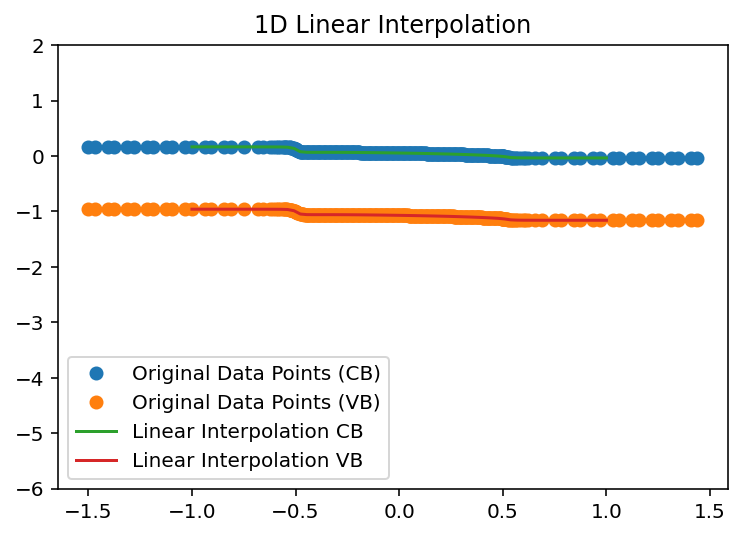 1D Linear Interpolation
2
1
0
−1
−2
−3
−4
−5
−6
Original Data Points (CB)
Original Data Points (VB)
Linear Interpolation CB
Linear Interpolation VB
−1.5 −1.0 −0.5 0.0 0.5 1.0 1.5